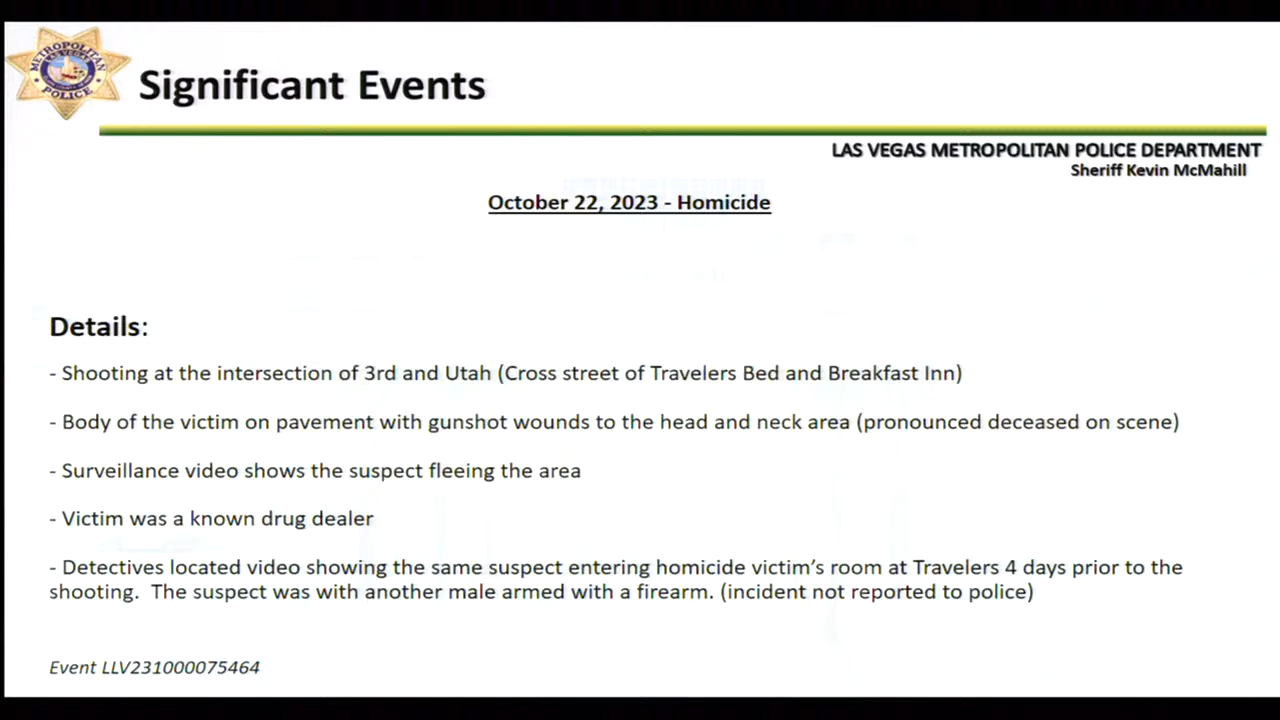 METROPOLITAN
POLICE
Significant Events
LAS VEGAS METROPOLITAN POLICE DEPARTMENT
Sheriff Kevin McMahill
October 22, 2023 - Homicide
Details:
- Shooting at the intersection of 3rd and Utah (Cross street of Travelers Bed and Breakfast Inn)
- Body of the victim on pavement with gunshot wounds to the head and neck area (pronounced deceased on scene)
- Surveillance video shows the suspect fleeing the area
- Victim was a known drug dealer
- Detectives located video showing the same suspect entering homicide victim’s room at Travelers 4 days prior to the
shooting.  The suspect was with another male armed with a firearm. (incident not reported to police)
Event LLV231000075464